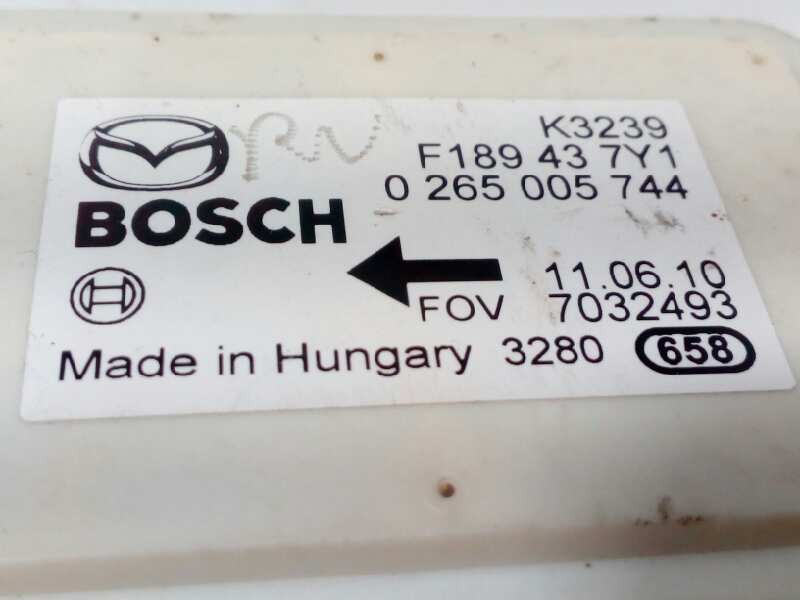 K3239
F189 43 7Y1
0 265 005 744
BOSCH
11.06.10
FOV 7032493
Made in Hungary 3280 658